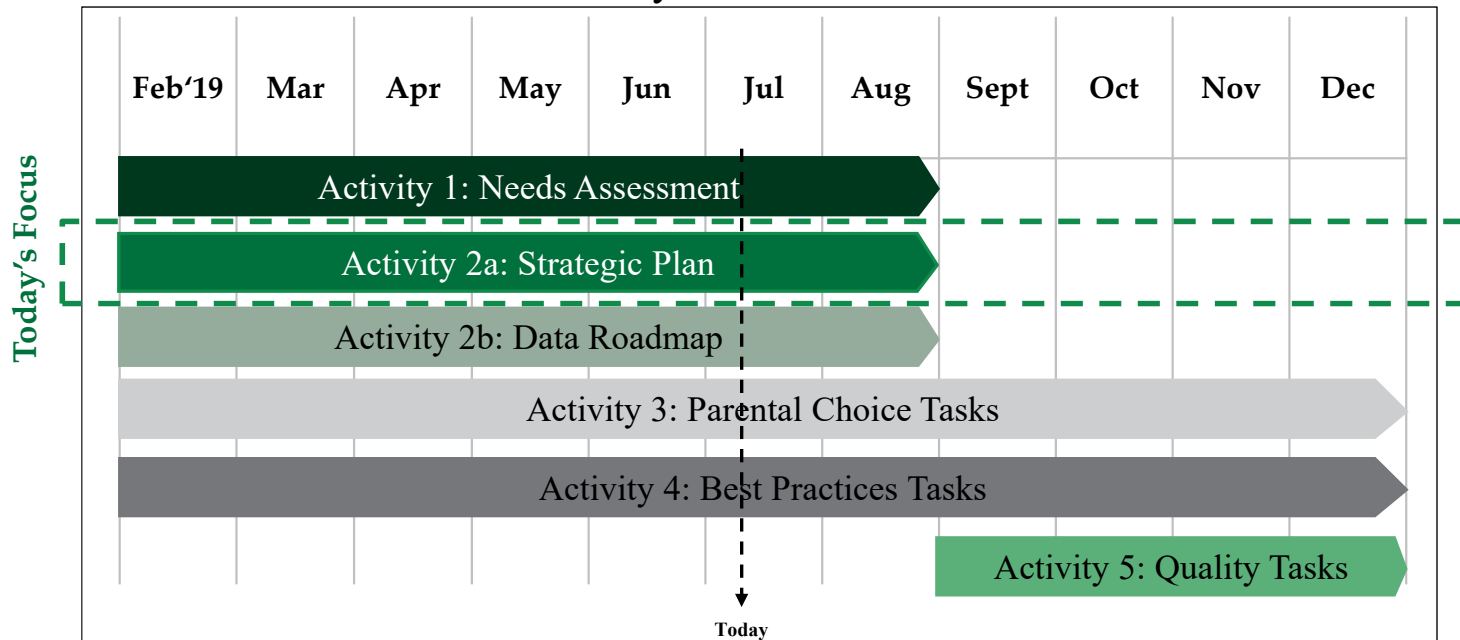 Feb‘19 Mar Apr May Jun Jul Aug Sept Oct Nov Dec
Today’s Focus
Activity 1: Needs Assessment
Activity 2a: Strategic Plan
Activity 2b: Data Roadmap
Activity 3: Parental Choice Tasks
Activity 4: Best Practices Tasks
Activity 5: Quality Tasks
Today